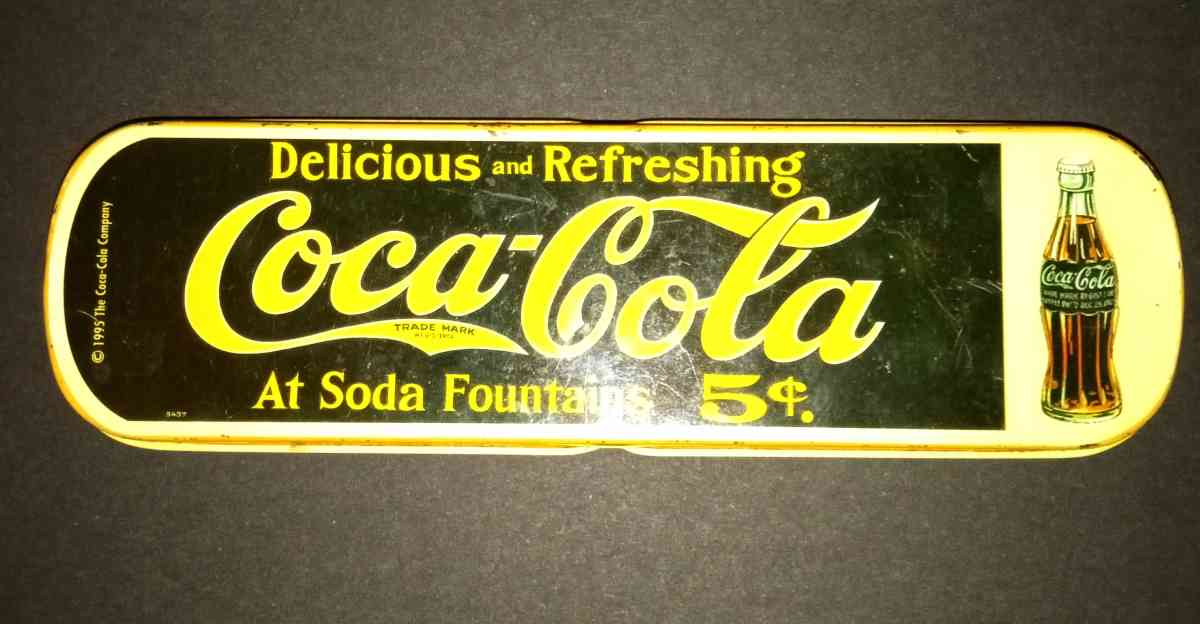 Delicious and Refreshing
Coca-Cola
TRADE MARK
At Soda Fountains 5¢.
© 1995 The Coca-Cola Company
Coca-Cola